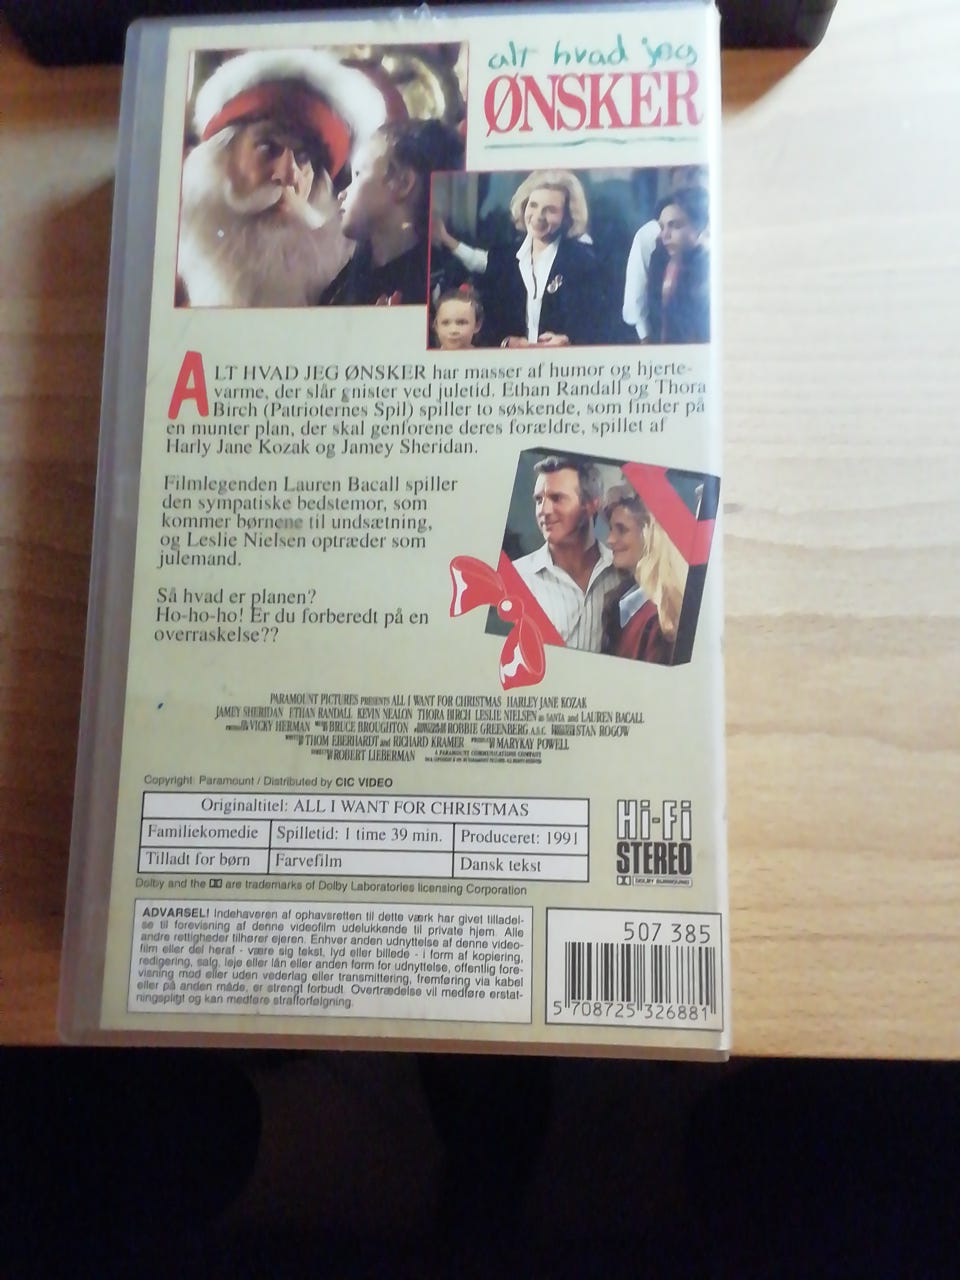 alt hvad jeg
ØNSKER
ALT HVAD JEG ØNSKER har masser af humor og hjerte-
varme, der slår gnister ved juletid. Ethan Randall og Thora
Birch (Patrioternes Spil) spiller to søskende, som finder på
en munter plan, der skal genforene deres forældre, spillet af
Harly Jane Kozak og Jamey Sheridan.
Filmlegenden Lauren Bacall spiller
den sympatiske bedstemor, som
kommer børnene til undsætning,
og Leslie Nielsen optræder som
julemand.
Så hvad er planen?
Ho-ho-ho! Er du forberedt på en
overraskelse??
PARAMOUNT PICTURES PRESENTS ALL I WANT FOR CHRISTMAS HARLEY JANE KOZAK
JAMEY SHERIDAN ETHAN RANDALL KEVIN NEALON THORA BIRCH LESLIE NIELSEN as SANTA and LAUREN BACALL
VICKY HERMAN BRUCE BROUGHTON ROBBIE GREENBERG A.S.C. STAN ROGOW
THOM EBERHARDT and RICHARD KRAMER MARYKAY POWELL
ROBERT LIEBERMAN A PARAMOUNT COMMUNICATIONS COMPANY
Copyright: Paramount / Distributed by CIC VIDEO
Originaltitel: ALL I WANT FOR CHRISTMAS
Familiekomedie Spilletid: 1 time 39 min. Produceret: 1991
Tilladt for børn Farvefilm Dansk tekst
Hi-Fi
STEREO
DOLBY SURROUND
Dolby and the are trademarks of Dolby Laboratories licensing Corporation
ADVARSEL! Indehaveren af ophavsretten til dette værk har givet tilladel-
se til forevisning af denne videofilm udelukkende til private hjem. Alle
andre rettigheder tilhører ejeren. Enhver anden udnyttelse af denne video-
film eller del heraf - være sig tekst, lyd eller billede - i form af kopiering,
redigering, salg, leje eller lån eller anden form for udnyttelse, offentlig fore-
visning mod eller uden vederlag eller transmittering, fremføring via kabel
eller på anden måde, er strengt forbudt. Overtrædelse vil medføre erstat-
ningspligt og kan medføre strafforfølgning.
507 385
5 708725 326881